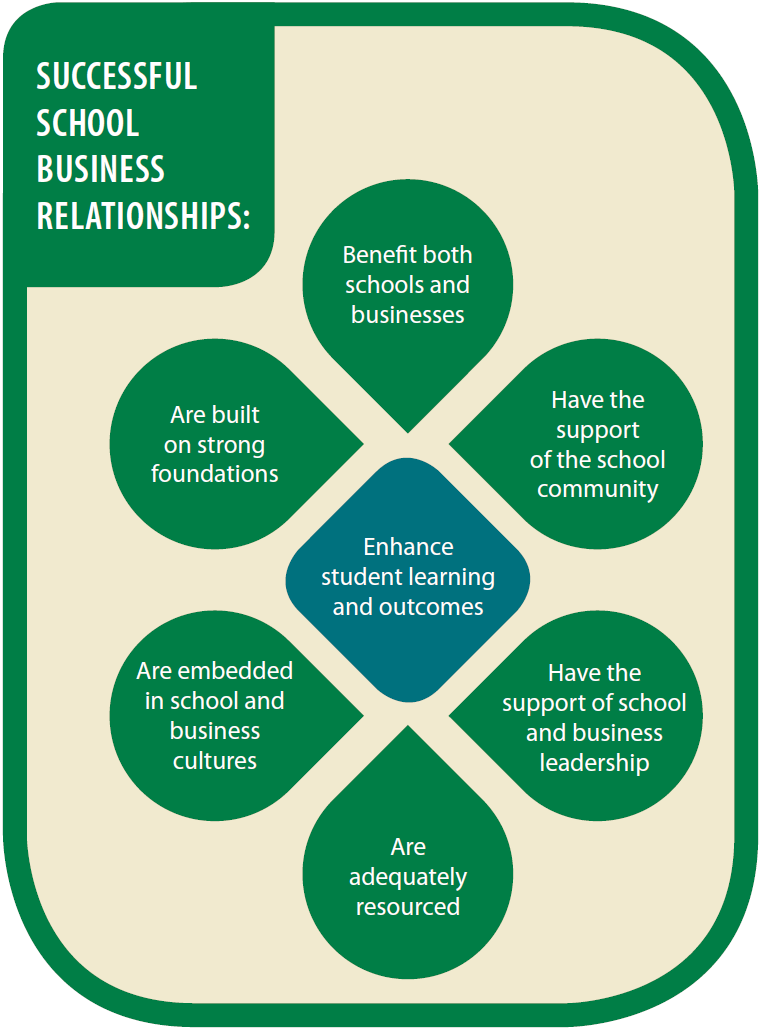 SUCCESSFUL
SCHOOL
BUSINESS
RELATIONSHIPS:
Benefit both
schools and
businesses
Are built
on strong
foundations
Have the
support
of the school
community
Enhance
student learning
and outcomes
Are embedded
in school and
business
cultures
Have the
support of school
and business
leadership
Are
adequately
resourced